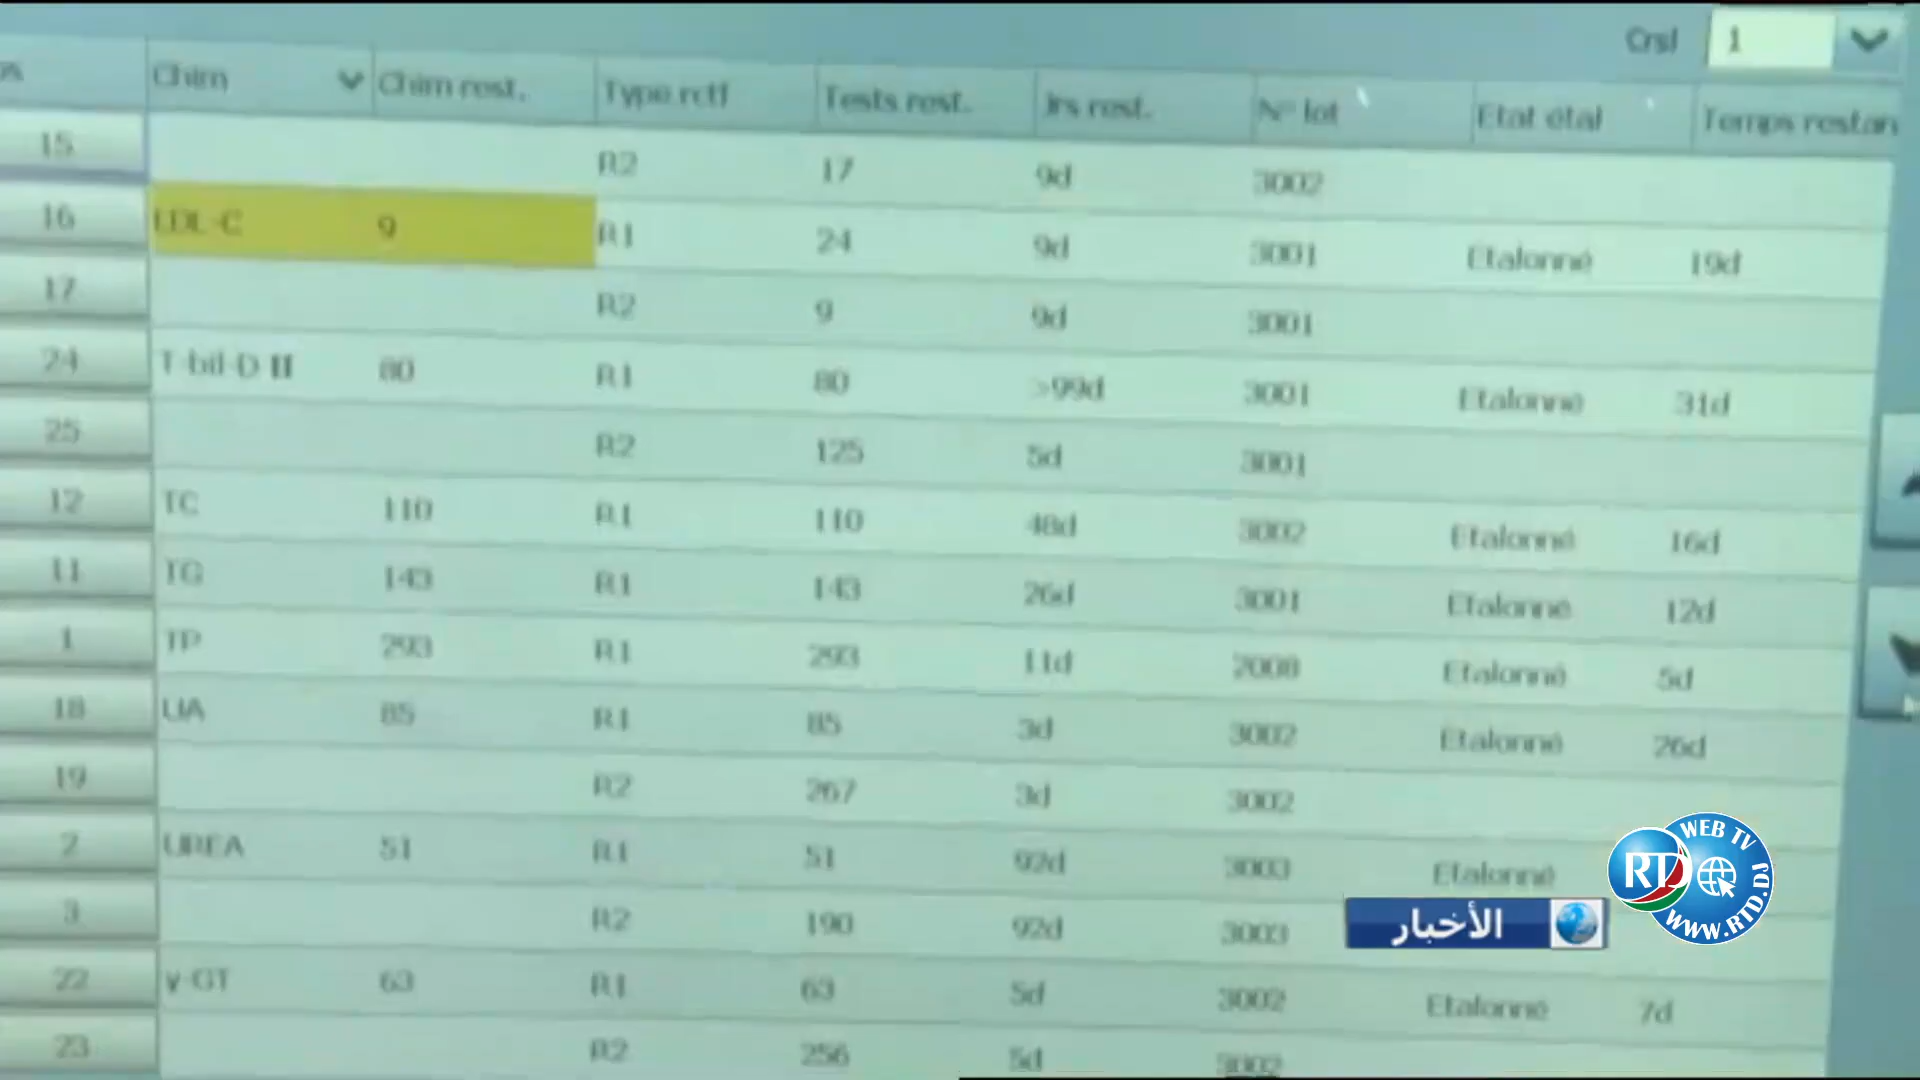 Crsl 1
os Chim Chim rest. Type rctf Tests rest. Jrs rest. N° lot Etat étal Temps restan
15 R2 17 9d 3002
16 LDL-C 9 R1 24 9d 3001 Etalonné 19d
17 R2 9 9d 3001
24 T-bil-D II 80 R1 80 >99d 3001 Etalonné 31d
25 R2 125 5d 3001
12 TC 110 R1 110 48d 3002 Etalonné 16d
11 TG 143 R1 143 26d 3001 Etalonné 12d
1 TP 293 R1 293 11d 2008 Etalonné 5d
18 UA 85 R1 85 3d 3002 Etalonné 26d
19 R2 267 3d 3002
2 UREA 51 R1 51 92d 3003 Etalonné
3 R2 190 92d 3003
22 γ-GT 63 R1 63 5d 3002 Etalonné 7d
23 R2 256 5d 3002
WEB TV
RTD
WWW.RTD.DJ
الأخبار